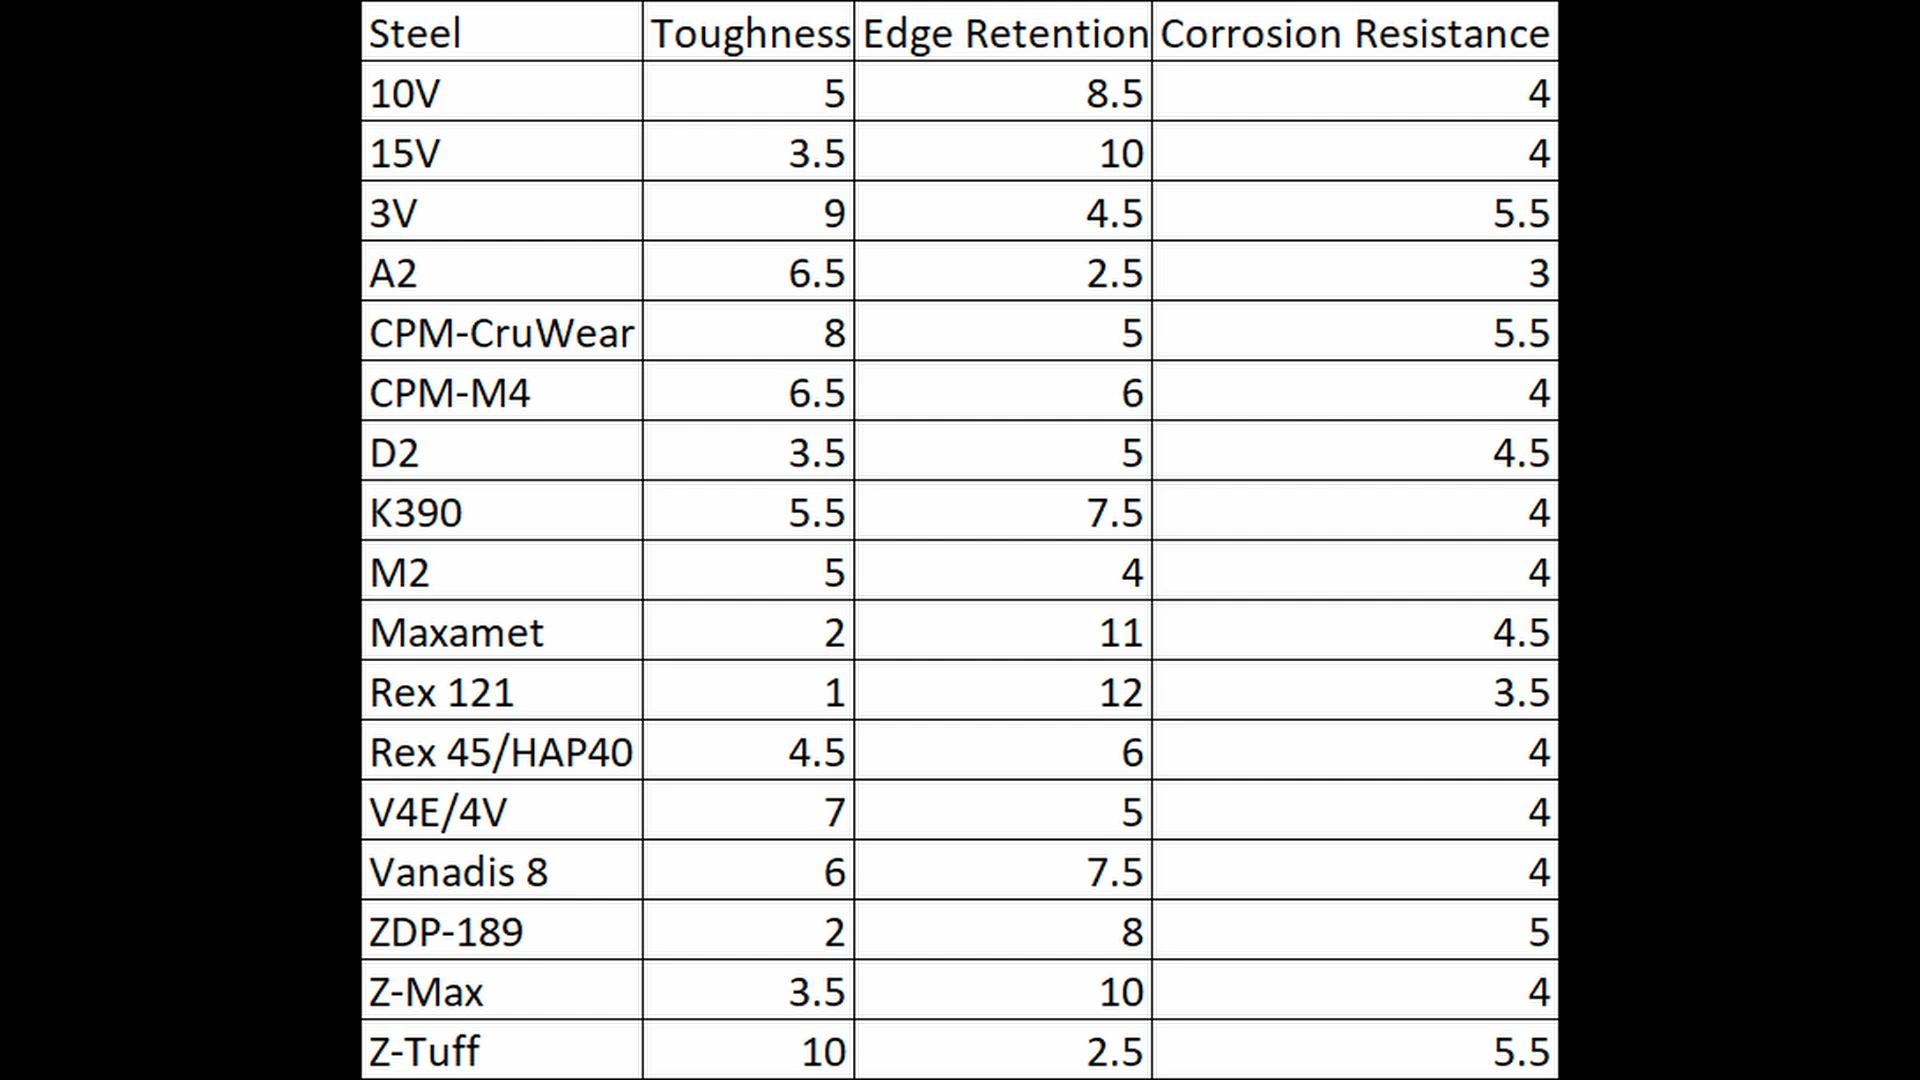 Steel Toughness Edge Retention Corrosion Resistance
10V 5 8.5 4
15V 3.5 10 4
3V 9 4.5 5.5
A2 6.5 2.5 3
CPM-CruWear 8 5 5.5
CPM-M4 6.5 6 4
D2 3.5 5 4.5
K390 5.5 7.5 4
M2 5 4 4
Maxamet 2 11 4.5
Rex 121 1 12 3.5
Rex 45/HAP40 4.5 6 4
V4E/4V 7 5 4
Vanadis 8 6 7.5 4
ZDP-189 2 8 5
Z-Max 3.5 10 4
Z-Tuff 10 2.5 5.5